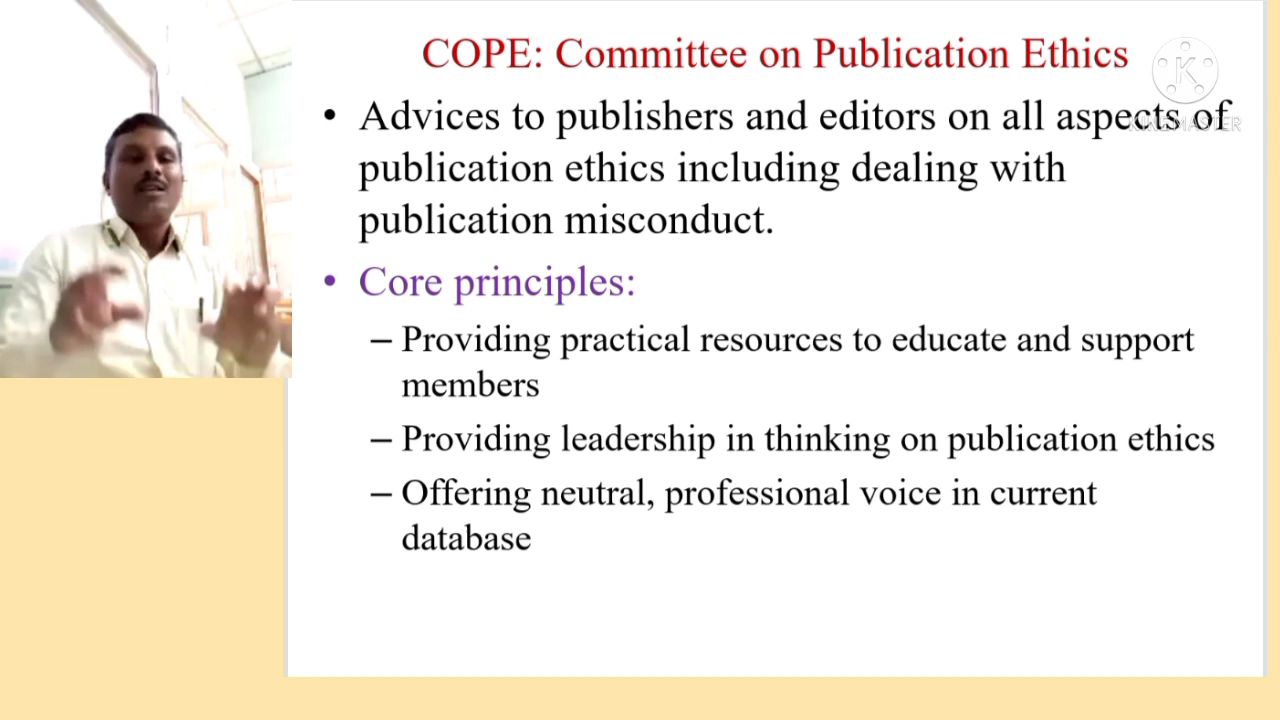 COPE: Committee on Publication Ethics
• Advices to publishers and editors on all aspects of
publication ethics including dealing with
publication misconduct.
• Core principles:
– Providing practical resources to educate and support
members
– Providing leadership in thinking on publication ethics
– Offering neutral, professional voice in current
database
K
KINEMASTER